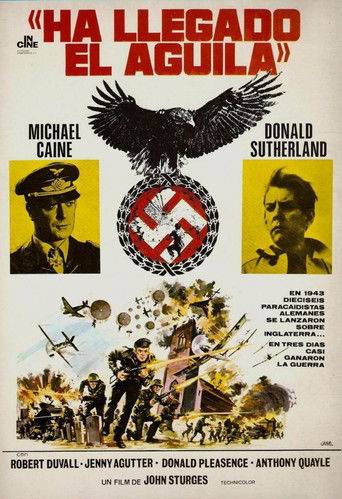 «HA LLEGADO
EL AGUILA»
IN
CINE
MICHAEL
CAINE
DONALD
SUTHERLAND
EN 1943
DIECISEIS
PARACAIDISTAS
ALEMANES
SE LANZARON
SOBRE
INGLATERRA...
EN TRES DIAS
CASI
GANARON
LA GUERRA
JANO
con
ROBERT DUVALL - JENNY AGUTTER - DONALD PLEASENCE - ANTHONY QUAYLE
UN FILM DE JOHN STURGES TECHNICOLOR